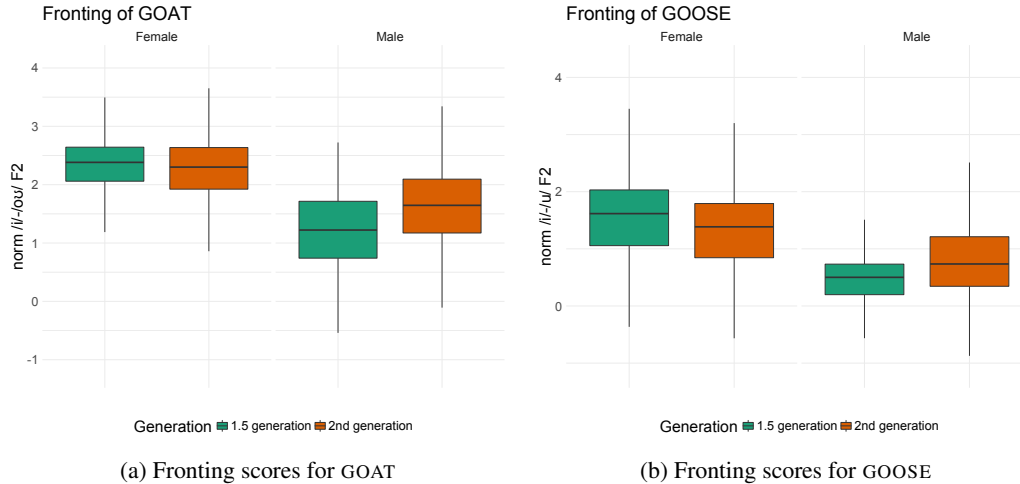 Fronting of GOAT
Female Male
norm /i/-/oʊ/ F2
4
3
2
1
0
-1
Generation 1.5 generation 2nd generation
(a) Fronting scores for GOAT
Fronting of GOOSE
Female Male
norm /i/-/u/ F2
4
2
0
Generation 1.5 generation 2nd generation
(b) Fronting scores for GOOSE